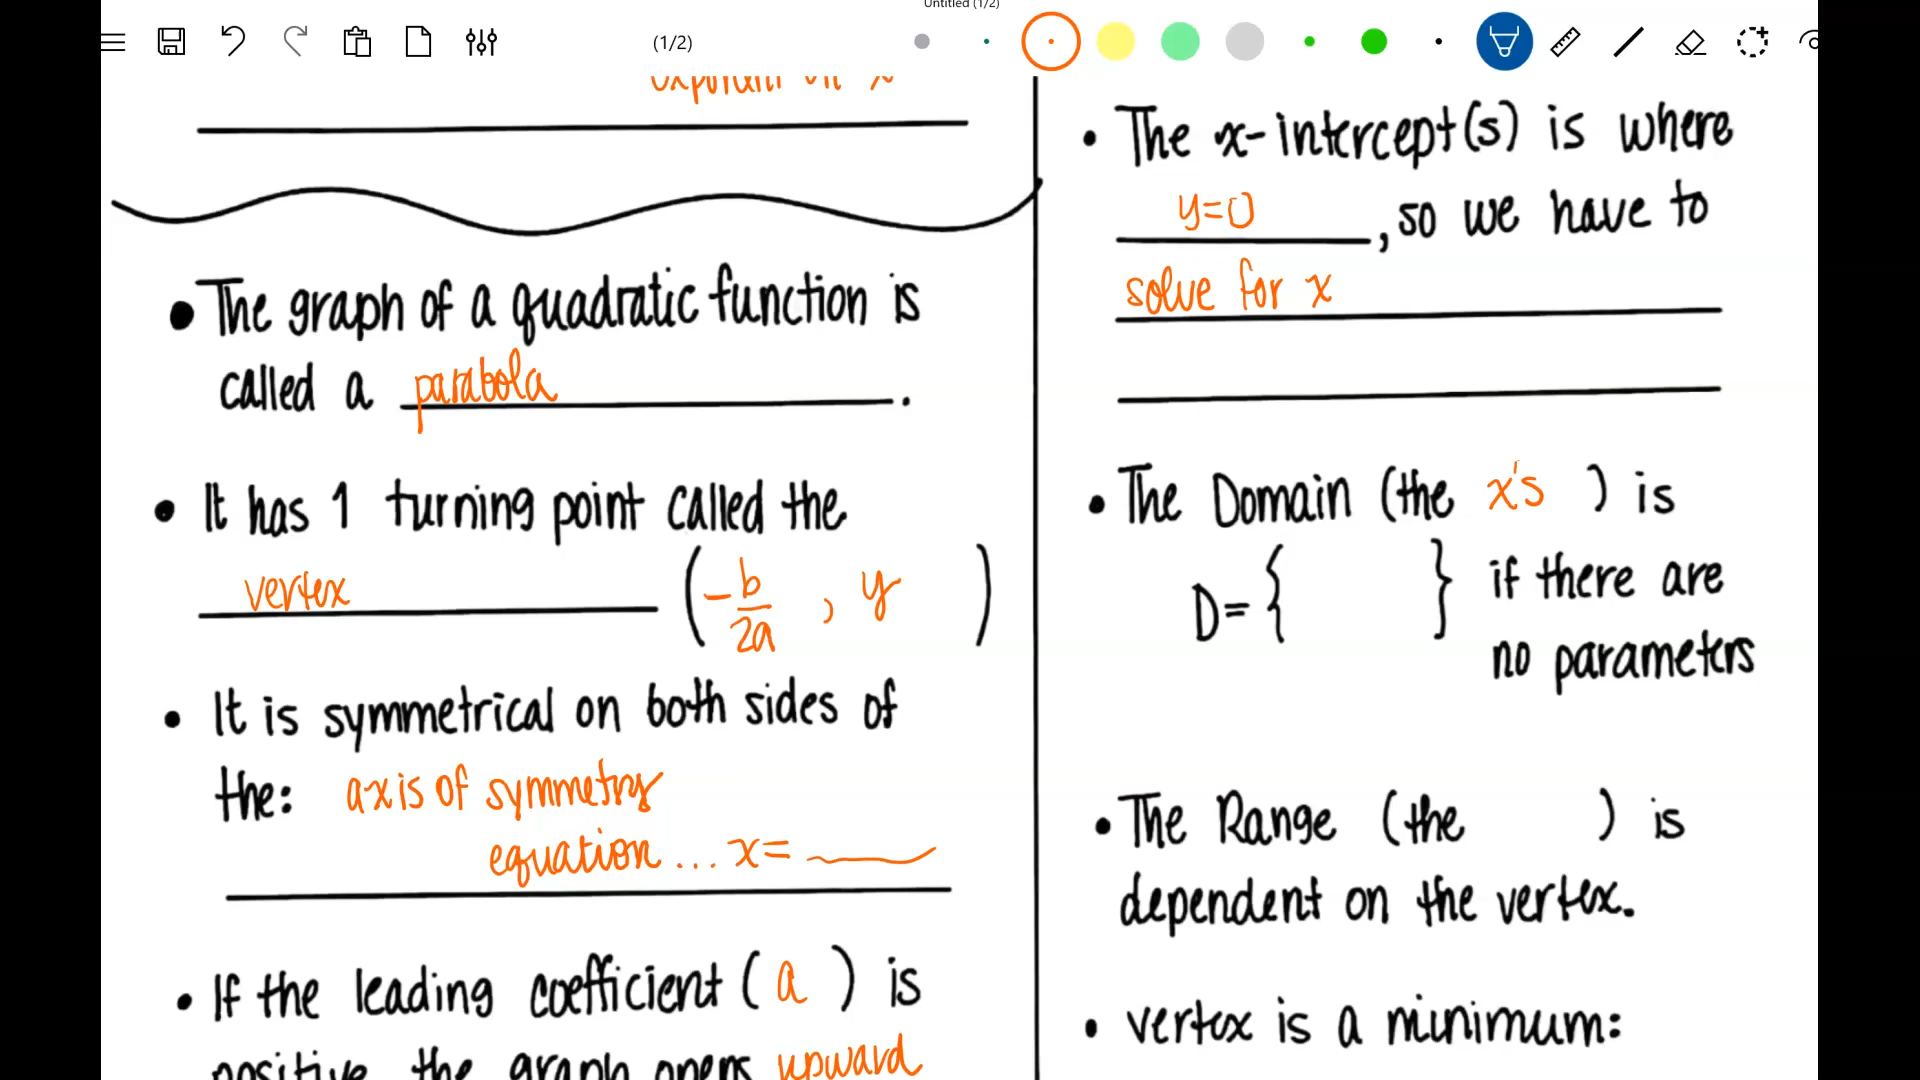 Untitled (1/2)
(1/2)
exponent on x
• The graph of a quadratic function is
called a parabola.
• It has 1 turning point called the
vertex (-b/2a, y)
• It is symmetrical on both sides of
the: axis of symmetry
equation ... x=
• If the leading coefficient (a) is
positive, the graph opens upward
• The x-intercept(s) is where
y=0, so we have to
solve for x
• The Domain (the x's) is
D={ } if there are
no parameters
• The Range (the ) is
dependent on the vertex.
• vertex is a minimum: